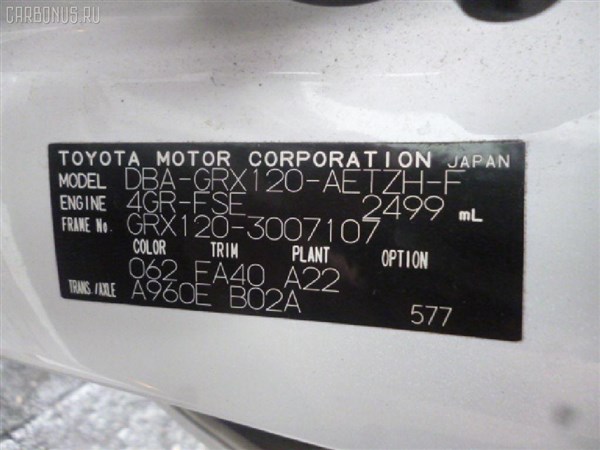 CARBONUS.RU
TOYOTA MOTOR CORPORATION JAPAN
MODEL DBA-GRX120-AETZH-F
ENGINE 4GR-FSE 2499 mL
FRAME No. GRX120-3007107
COLOR TRIM PLANT OPTION
062 FA40 A22
TRANS./AXLE A960E B02A
577